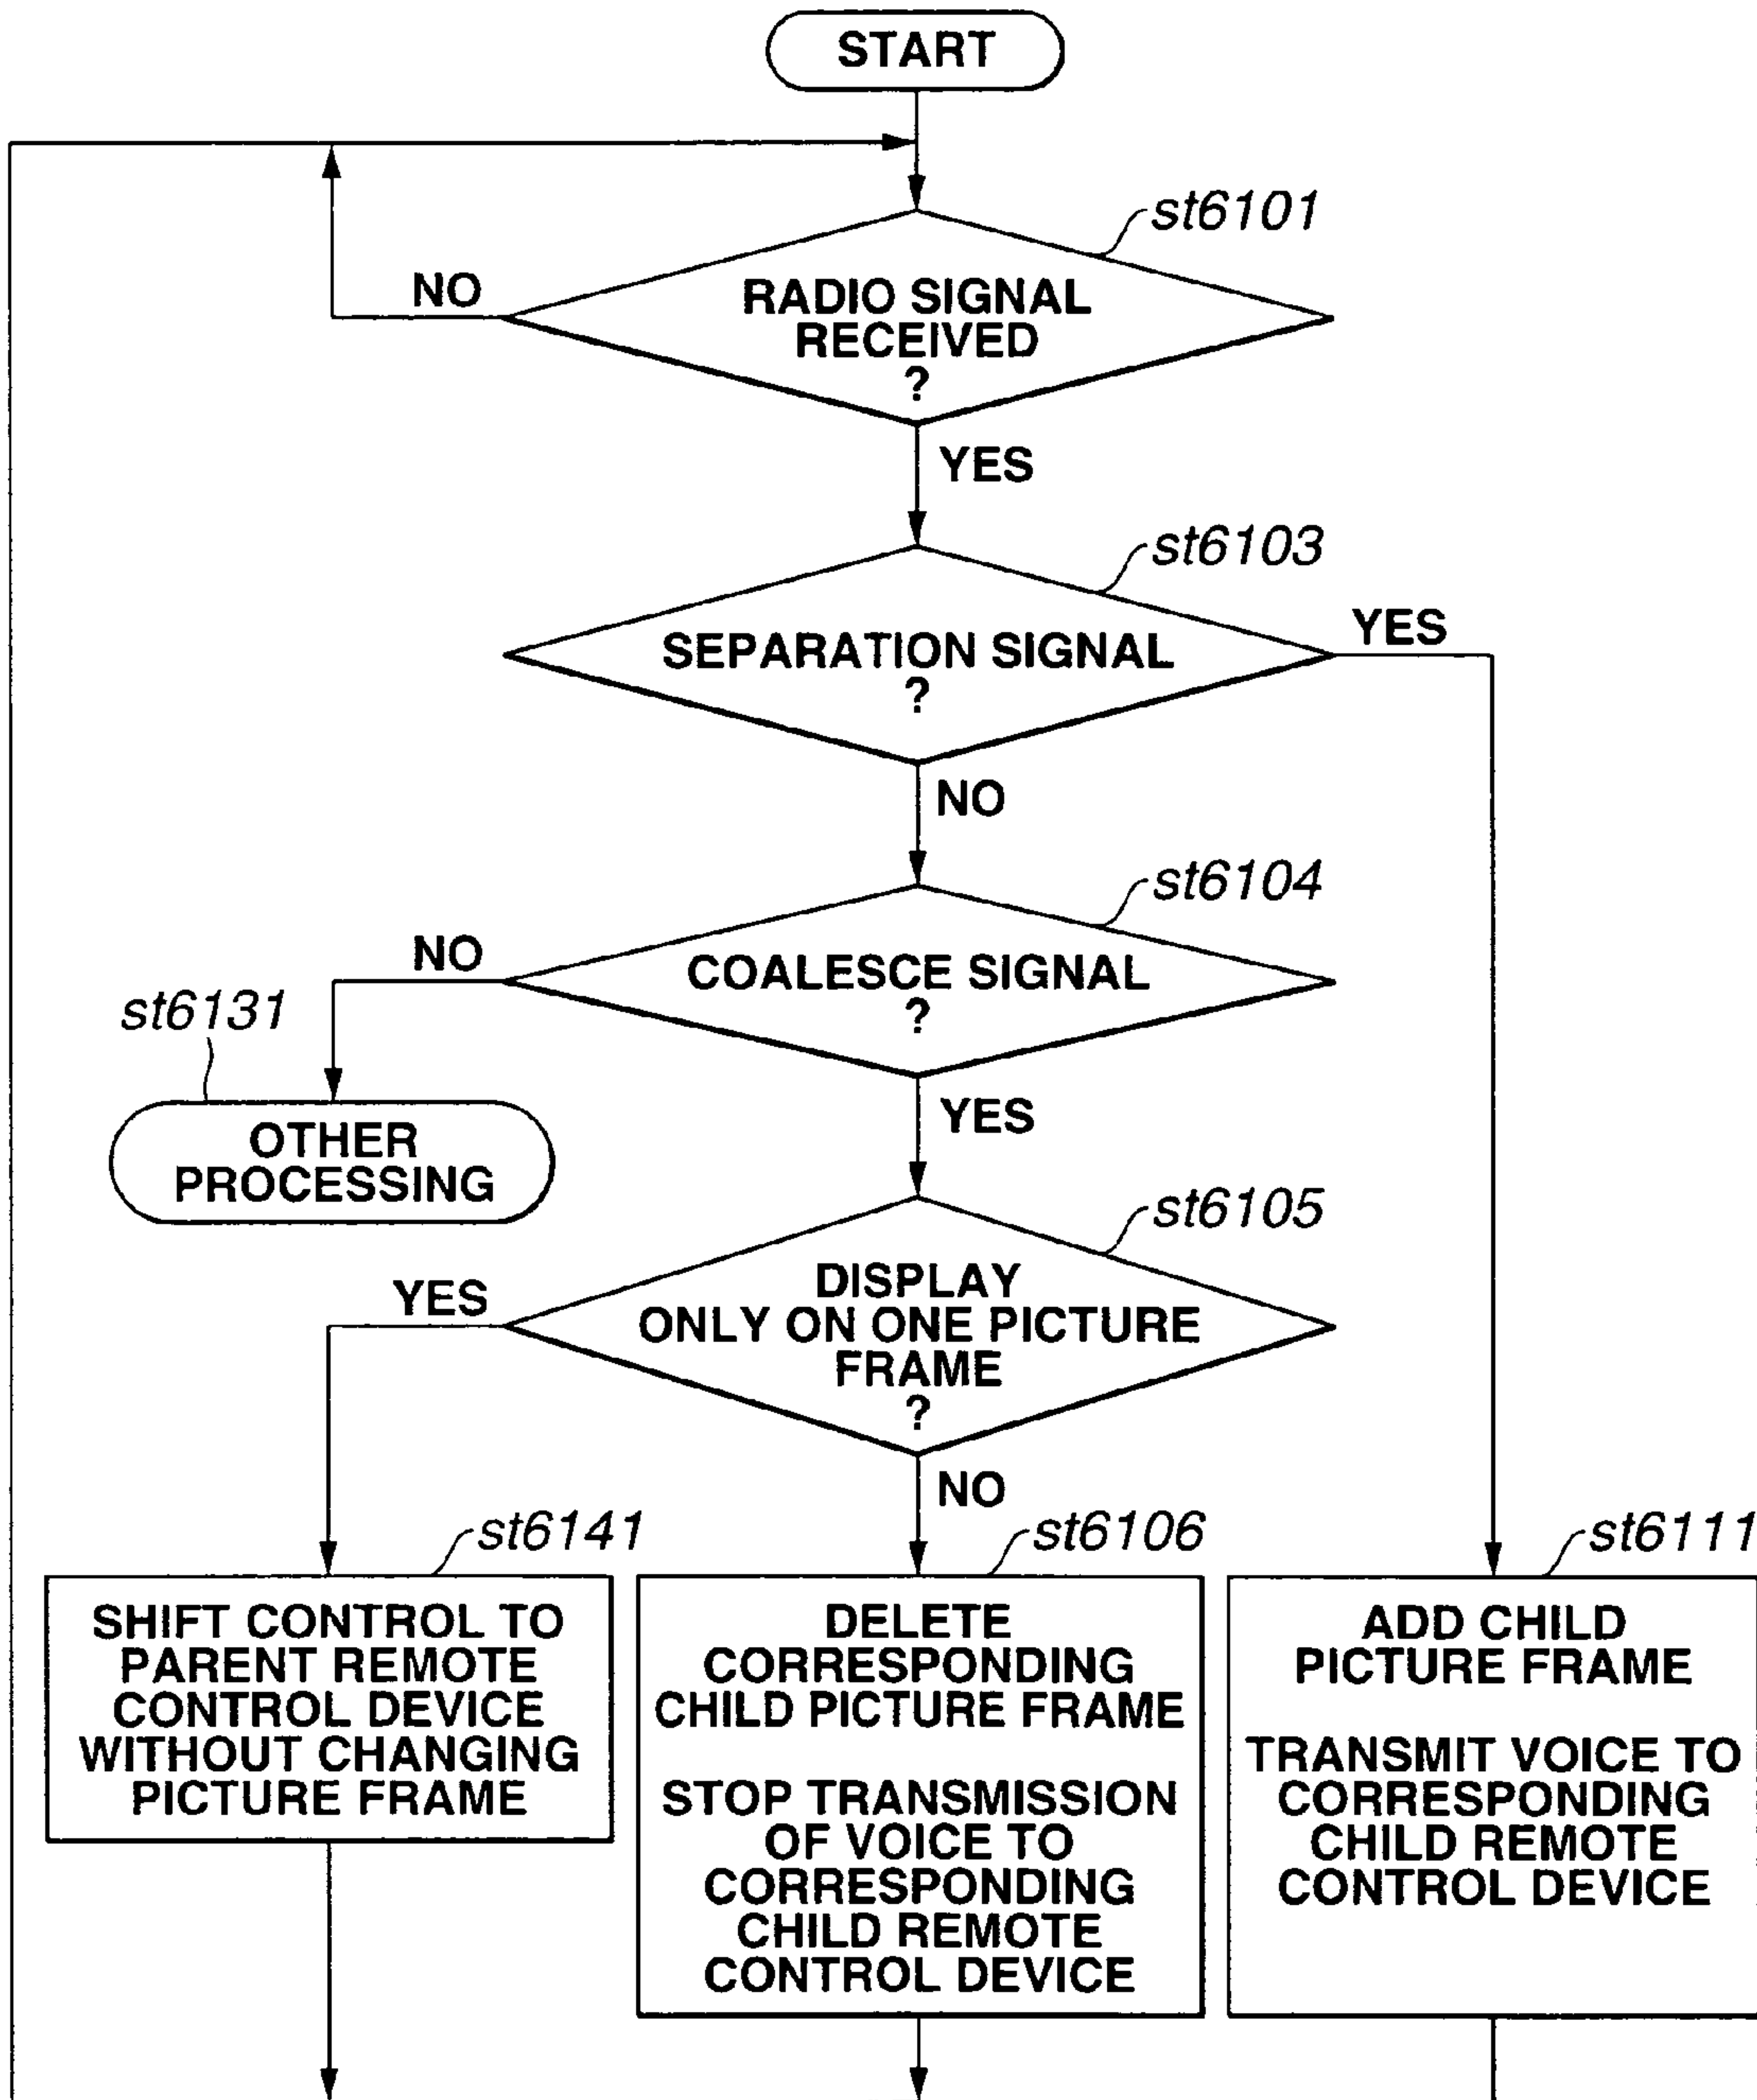 START
st6101
NO
RADIO SIGNAL
RECEIVED
?
YES
st6103
SEPARATION SIGNAL
?
YES
NO
st6104
NO
COALESCE SIGNAL
?
st6131
OTHER
PROCESSING
YES
st6105
YES
DISPLAY
ONLY ON ONE PICTURE
FRAME
?
NO
st6141
SHIFT CONTROL TO
PARENT REMOTE
CONTROL DEVICE
WITHOUT CHANGING
PICTURE FRAME
st6106
DELETE
CORRESPONDING
CHILD PICTURE FRAME
STOP TRANSMISSION
OF VOICE TO
CORRESPONDING
CHILD REMOTE
CONTROL DEVICE
st6111
ADD CHILD
PICTURE FRAME
TRANSMIT VOICE TO
CORRESPONDING
CHILD REMOTE
CONTROL DEVICE